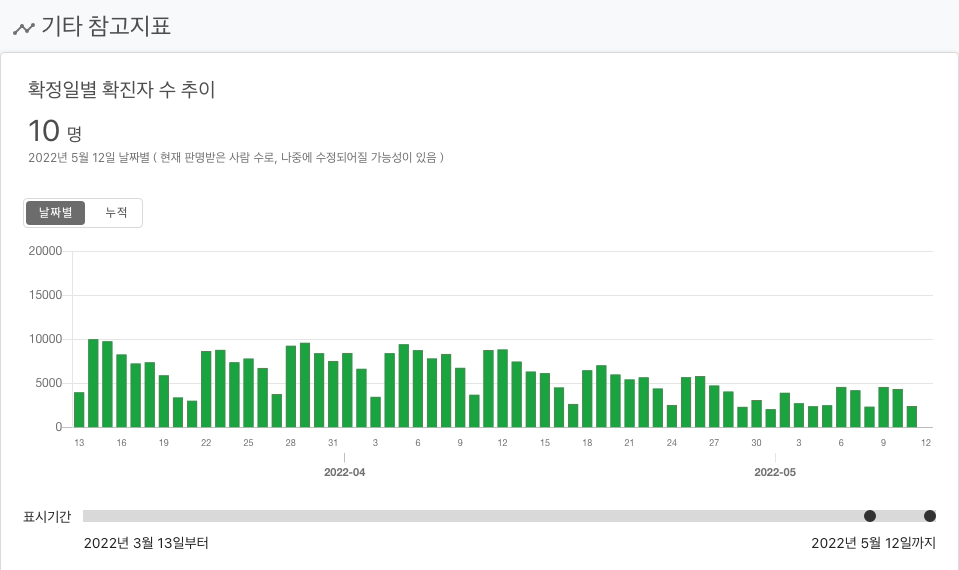 기타 참고지표
확정일별 확진자 수 추이
10 명
2022년 5월 12일 날짜별 ( 현재 판명받은 사람 수로, 나중에 수정되어질 가능성이 있음 )
날짜별 누적
20000
15000
10000
5000
0
13 16 19 22 25 28 31 3 6 9 12 15 18 21 24 27 30 3 6 9 12
2022-04 2022-05
표시기간
2022년 3월 13일부터 2022년 5월 12일까지